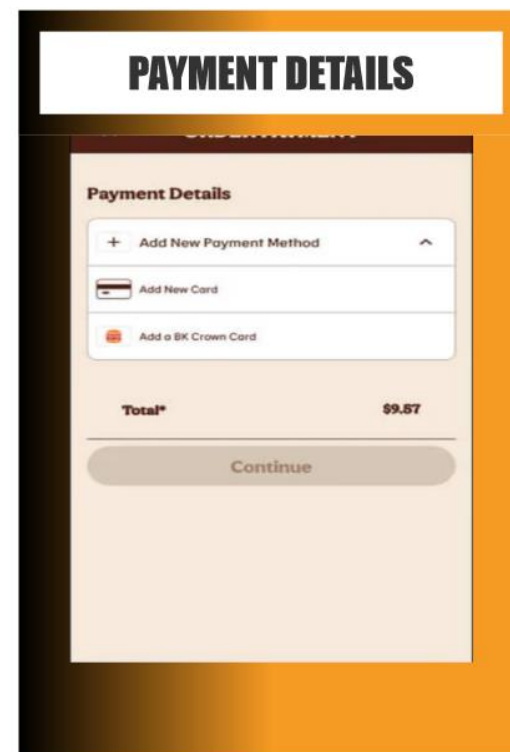 PAYMENT DETAILS
Payment Details
+ Add New Payment Method
Add New Card
Add a BK Crown Card
Total* $9.57
Continue